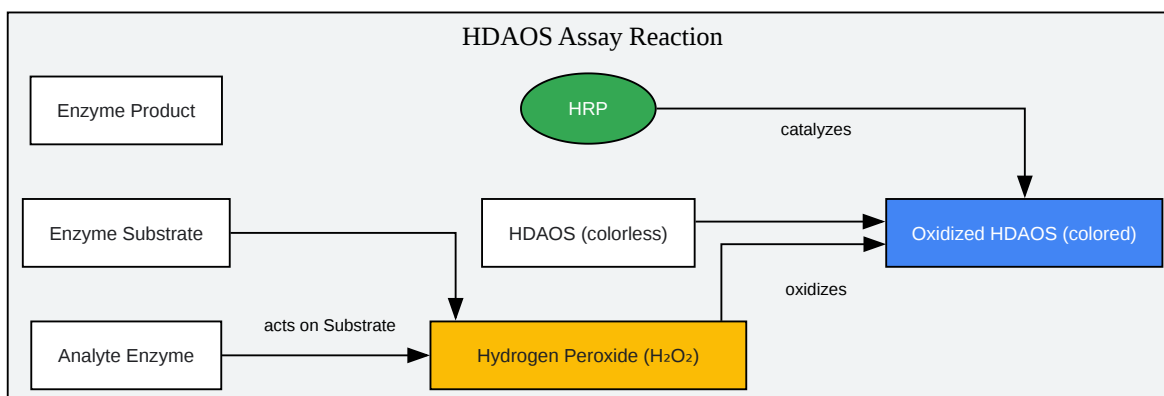 HDAOS Assay Reaction
Enzyme Product
HRP
catalyzes
Enzyme Substrate
HDAOS (colorless)
Oxidized HDAOS (colored)
oxidizes
acts on Substrate
Analyte Enzyme
Hydrogen Peroxide (H₂O₂)